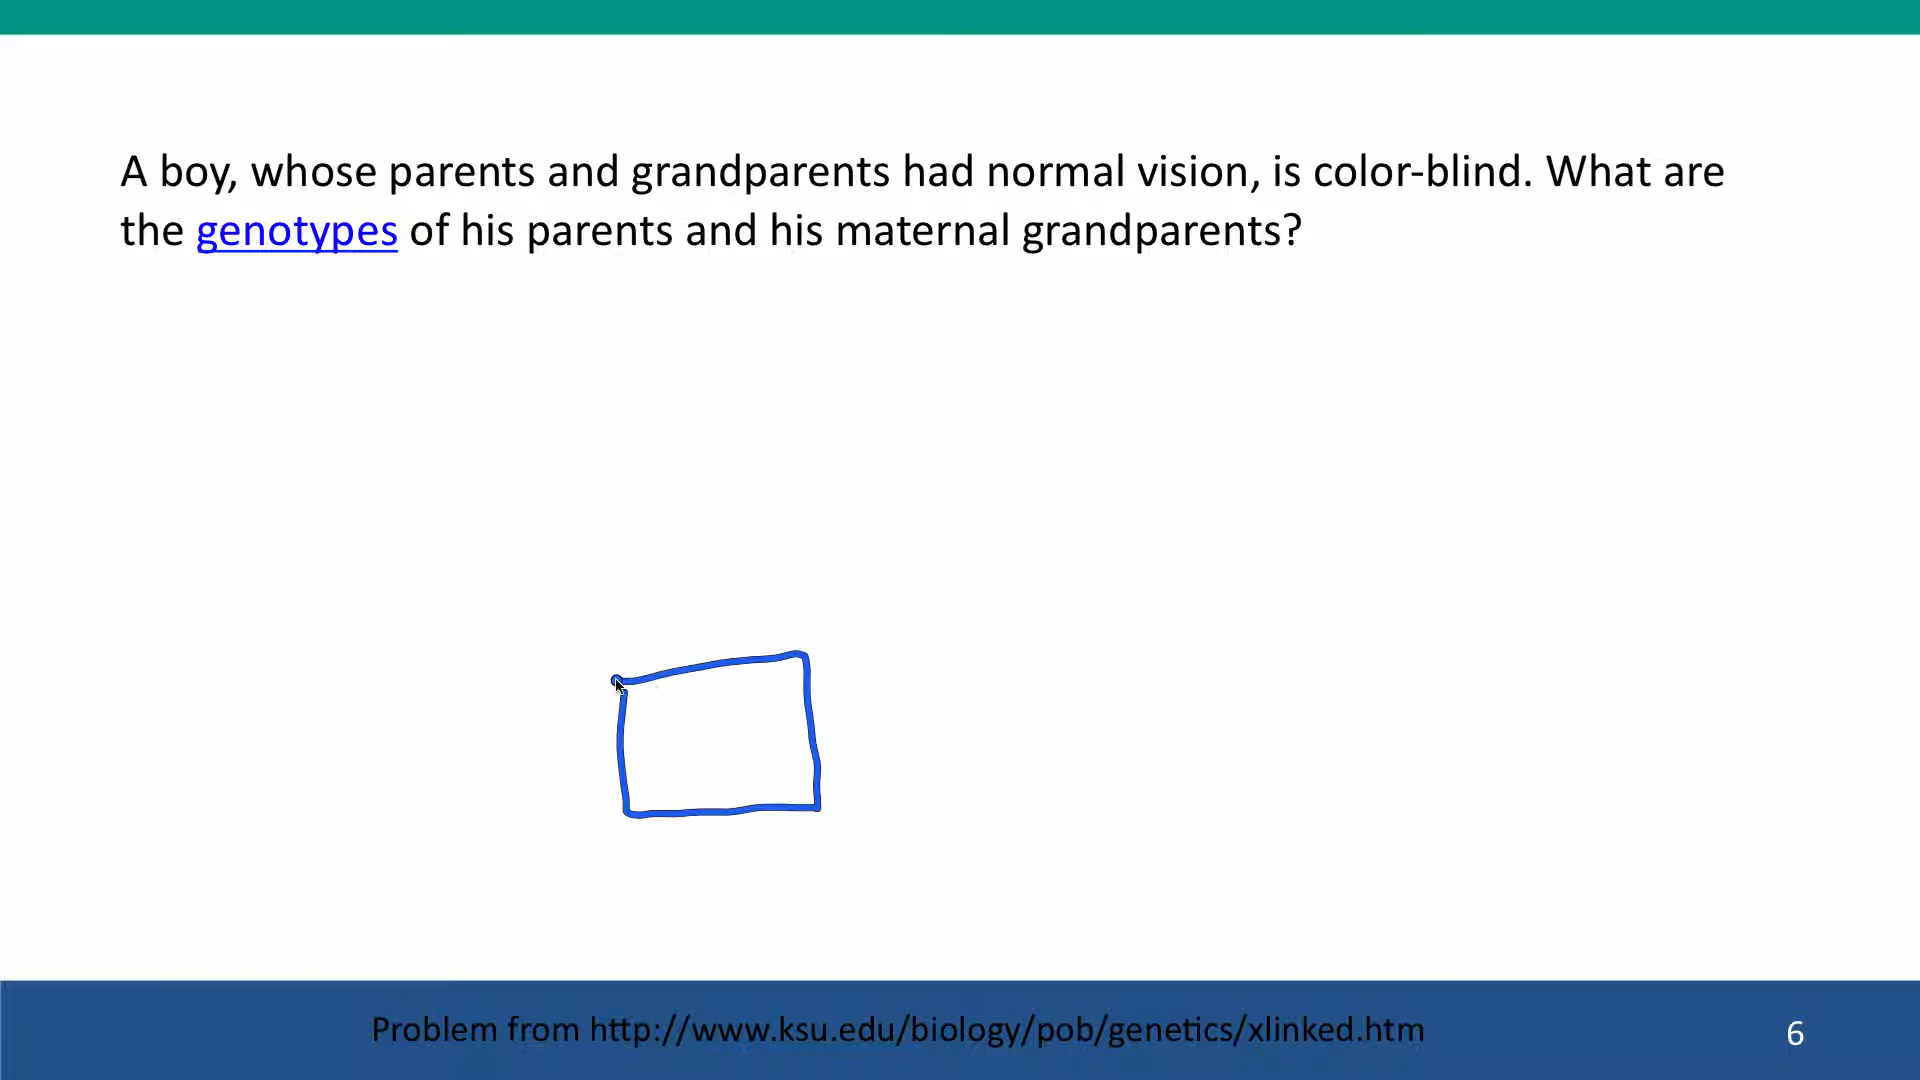 A boy, whose parents and grandparents had normal vision, is color-blind. What are
the genotypes of his parents and his maternal grandparents?
Problem from http://www.ksu.edu/biology/pob/genetics/xlinked.htm
6